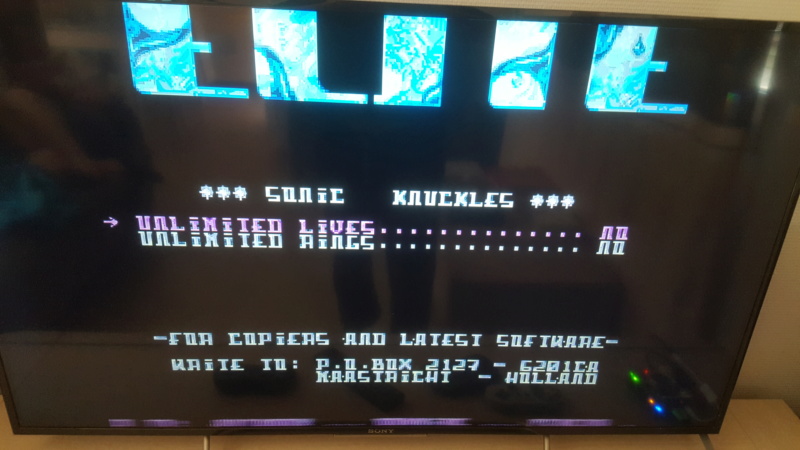 ELITE
*** SONIC KNUCKLES ***
→ UNLIMITED LIVES............... NO
UNLIMITED RINGS............... NO
-FOR COPIERS AND LATEST SOFTWARE-
WRITE TO: P.O.BOX 2127 - 6201CA
MAASTRICHT - HOLLAND
SONY